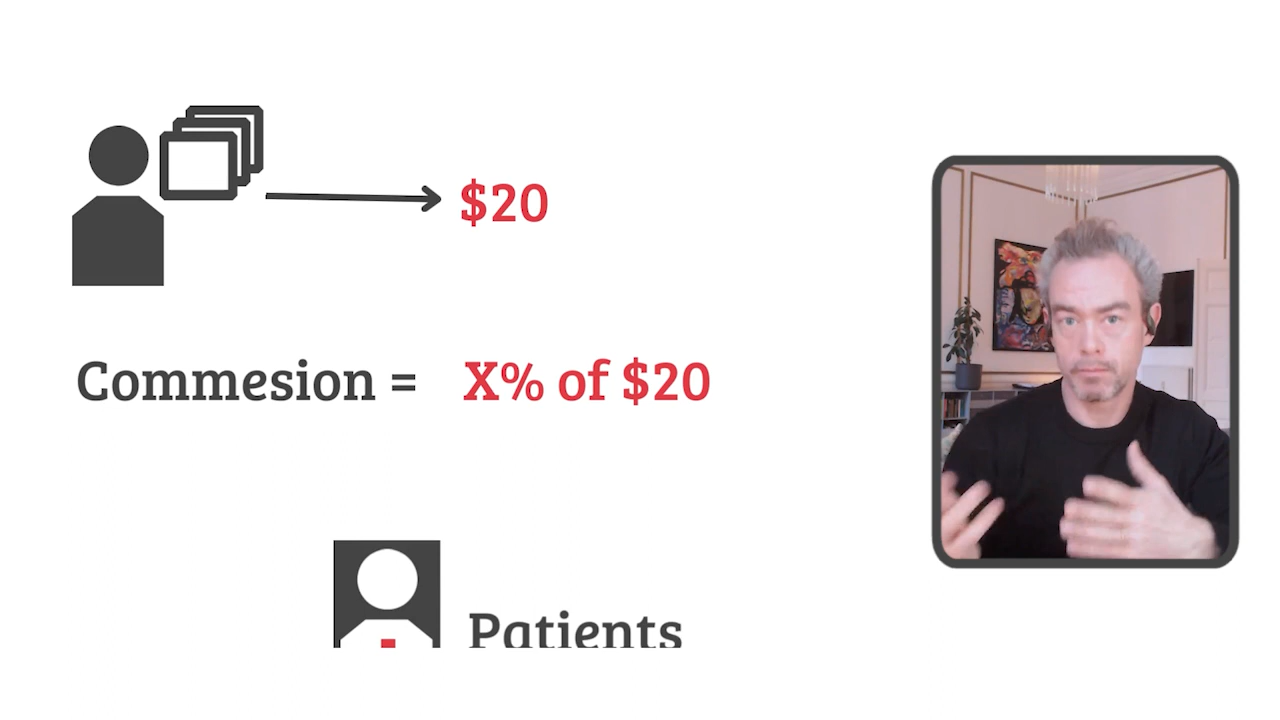 $20
Commesion = X% of $20
Patients